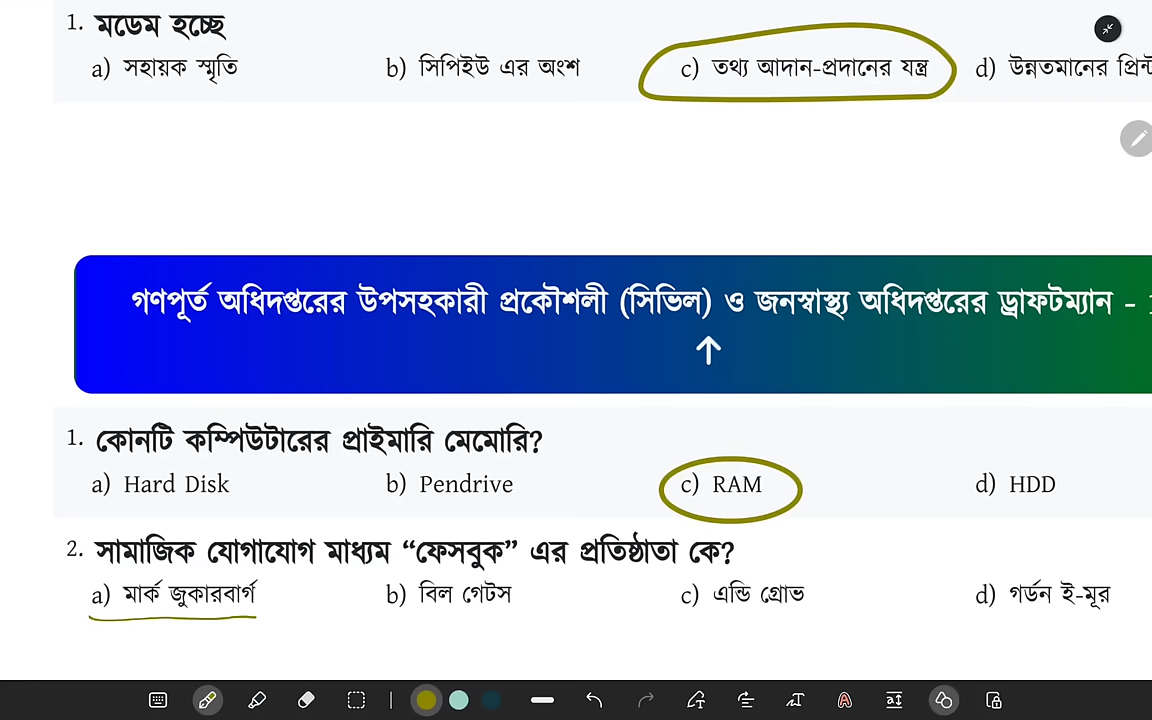 1. মডেম হচ্ছে
a) সহায়ক স্মৃতি b) সিপিইউ এর অংশ c) তথ্য আদান-প্রদানের যন্ত্র d) উন্নতমানের
গণপূর্ত অধিদপ্তরের উপসহকারী প্রকৌশলী (সিভিল) ও জনস্বাস্থ্য অধিদপ্তরের ড্রাফটম্যান -
1. কোনটি কম্পিউটারের প্রাইমারি মেমোরি?
a) Hard Disk b) Pendrive c) RAM d) HDD
2. সামাজিক যোগাযোগ মাধ্যম “ফেসবুক” এর প্রতিষ্ঠাতা কে?
a) মার্ক জুকারবার্গ b) বিল গেটস c) এন্ডি গ্রোভ d) গর্ডন ই-মূর